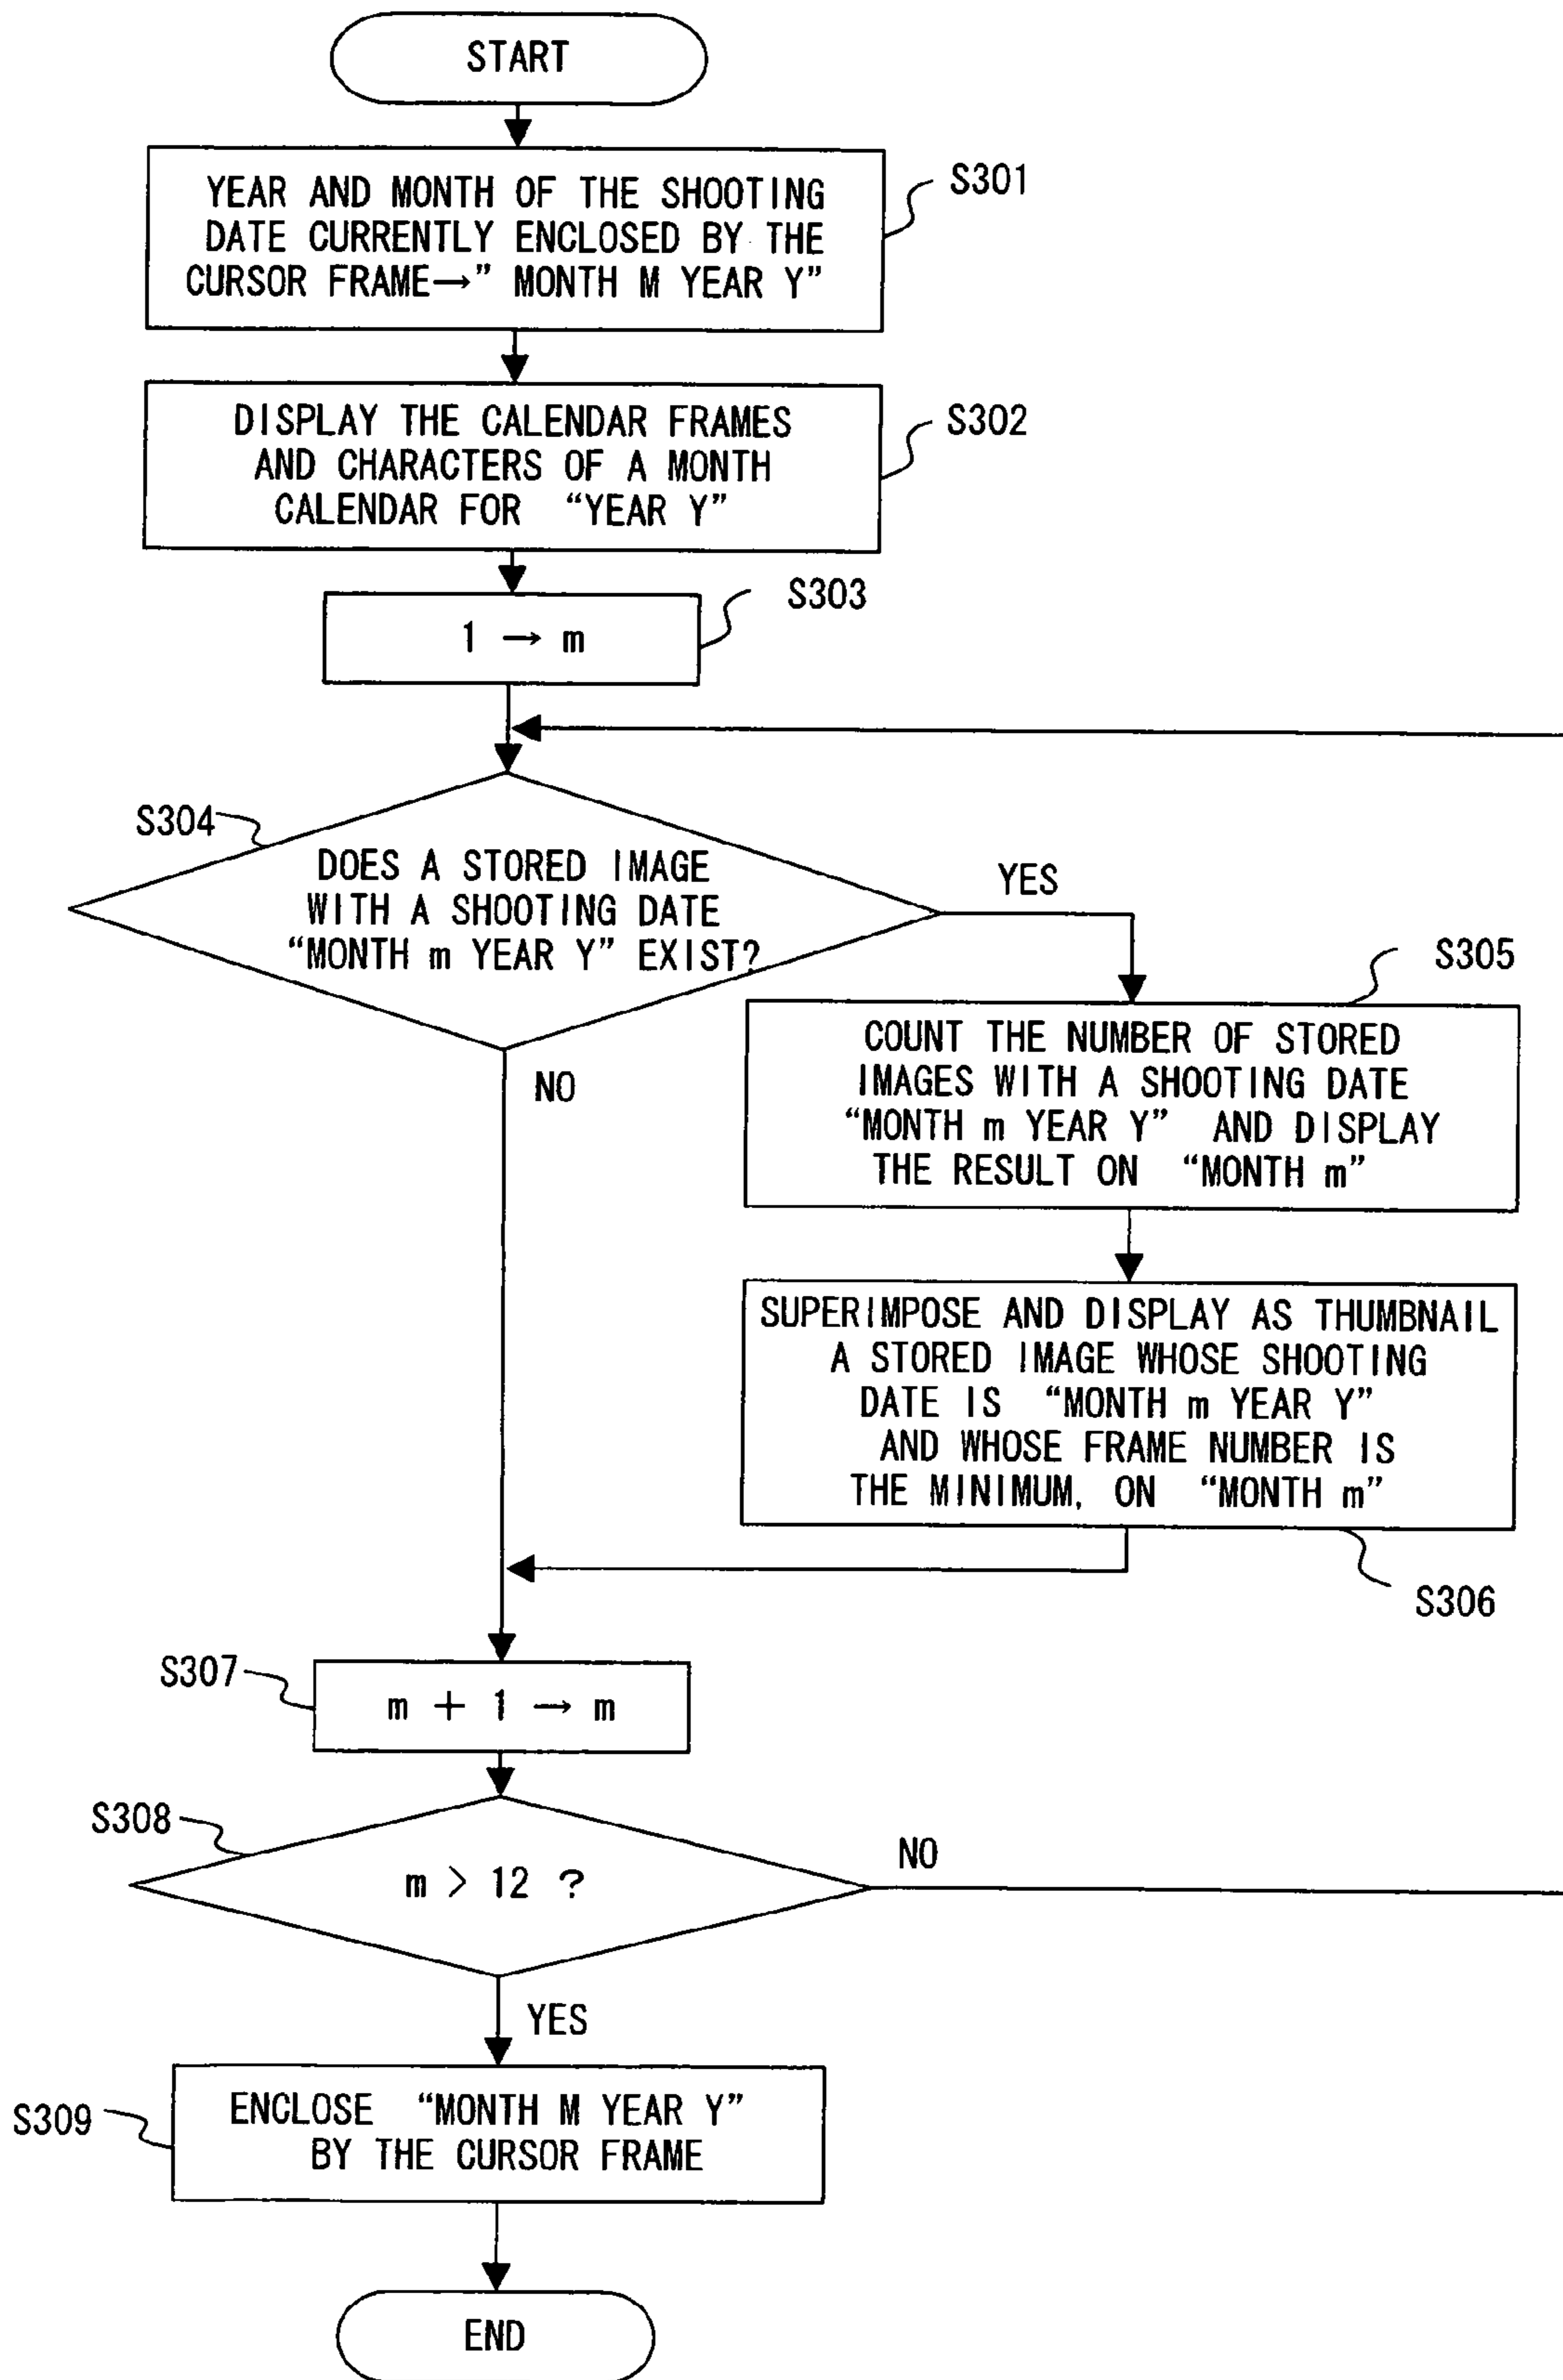 START
YEAR AND MONTH OF THE SHOOTING
DATE CURRENTLY ENCLOSED BY THE
CURSOR FRAME→” MONTH M YEAR Y”
S301
DISPLAY THE CALENDAR FRAMES
AND CHARACTERS OF A MONTH
CALENDAR FOR “YEAR Y”
S302
1 → m
S303
S304
DOES A STORED IMAGE
WITH A SHOOTING DATE
“MONTH m YEAR Y” EXIST?
YES
NO
S305
COUNT THE NUMBER OF STORED
IMAGES WITH A SHOOTING DATE
“MONTH m YEAR Y” AND DISPLAY
THE RESULT ON “MONTH m”
SUPERIMPOSE AND DISPLAY AS THUMBNAIL
A STORED IMAGE WHOSE SHOOTING
DATE IS “MONTH m YEAR Y”
AND WHOSE FRAME NUMBER IS
THE MINIMUM, ON “MONTH m”
S306
S307
m + 1 → m
S308
m > 12 ?
NO
YES
S309
ENCLOSE “MONTH M YEAR Y”
BY THE CURSOR FRAME
END